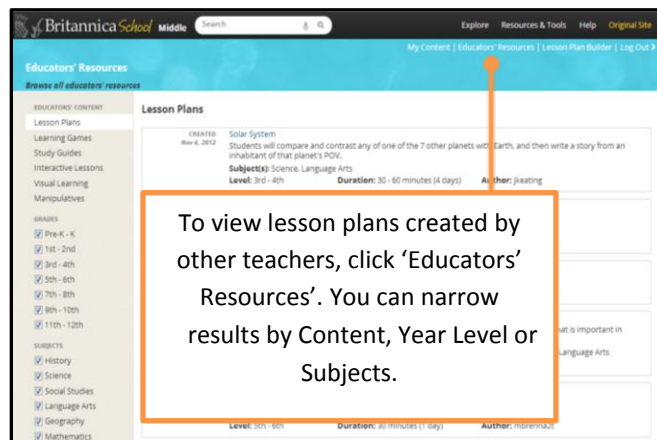 Britannica School Middle Search Explore Resources & Tools Help Original Site
My Content | Educators' Resources | Lesson Plan Builder | Log Out
Educators' Resources
Browse all educators' resources
EDUCATORS' CONTENT
Lesson Plans
Learning Games
Study Guides
Interactive Lessons
Visual Learning
Manipulatives
GRADES
Pre-K - K
1st - 2nd
3rd - 4th
5th - 6th
7th - 8th
9th - 10th
11th - 12th
SUBJECTS
History
Science
Social Studies
Language Arts
Geography
Mathematics
Lesson Plans
CREATED
Nov 6, 2012
Solar System
Students will compare and contrast any of one of the 7 other planets with Earth, and then write a story from an
inhabitant of that planet's POV.
Subject(s): Science, Language Arts
Level: 3rd - 4th Duration: 30 - 60 minutes (4 days) Author: jkeating
To view lesson plans created by
other teachers, click ‘Educators’
Resources’. You can narrow
results by Content, Year Level or
Subjects.
hat is important in
Language Arts
Level: 5th - 6th Duration: 30 minutes (1 day) Author: mbrenna2t